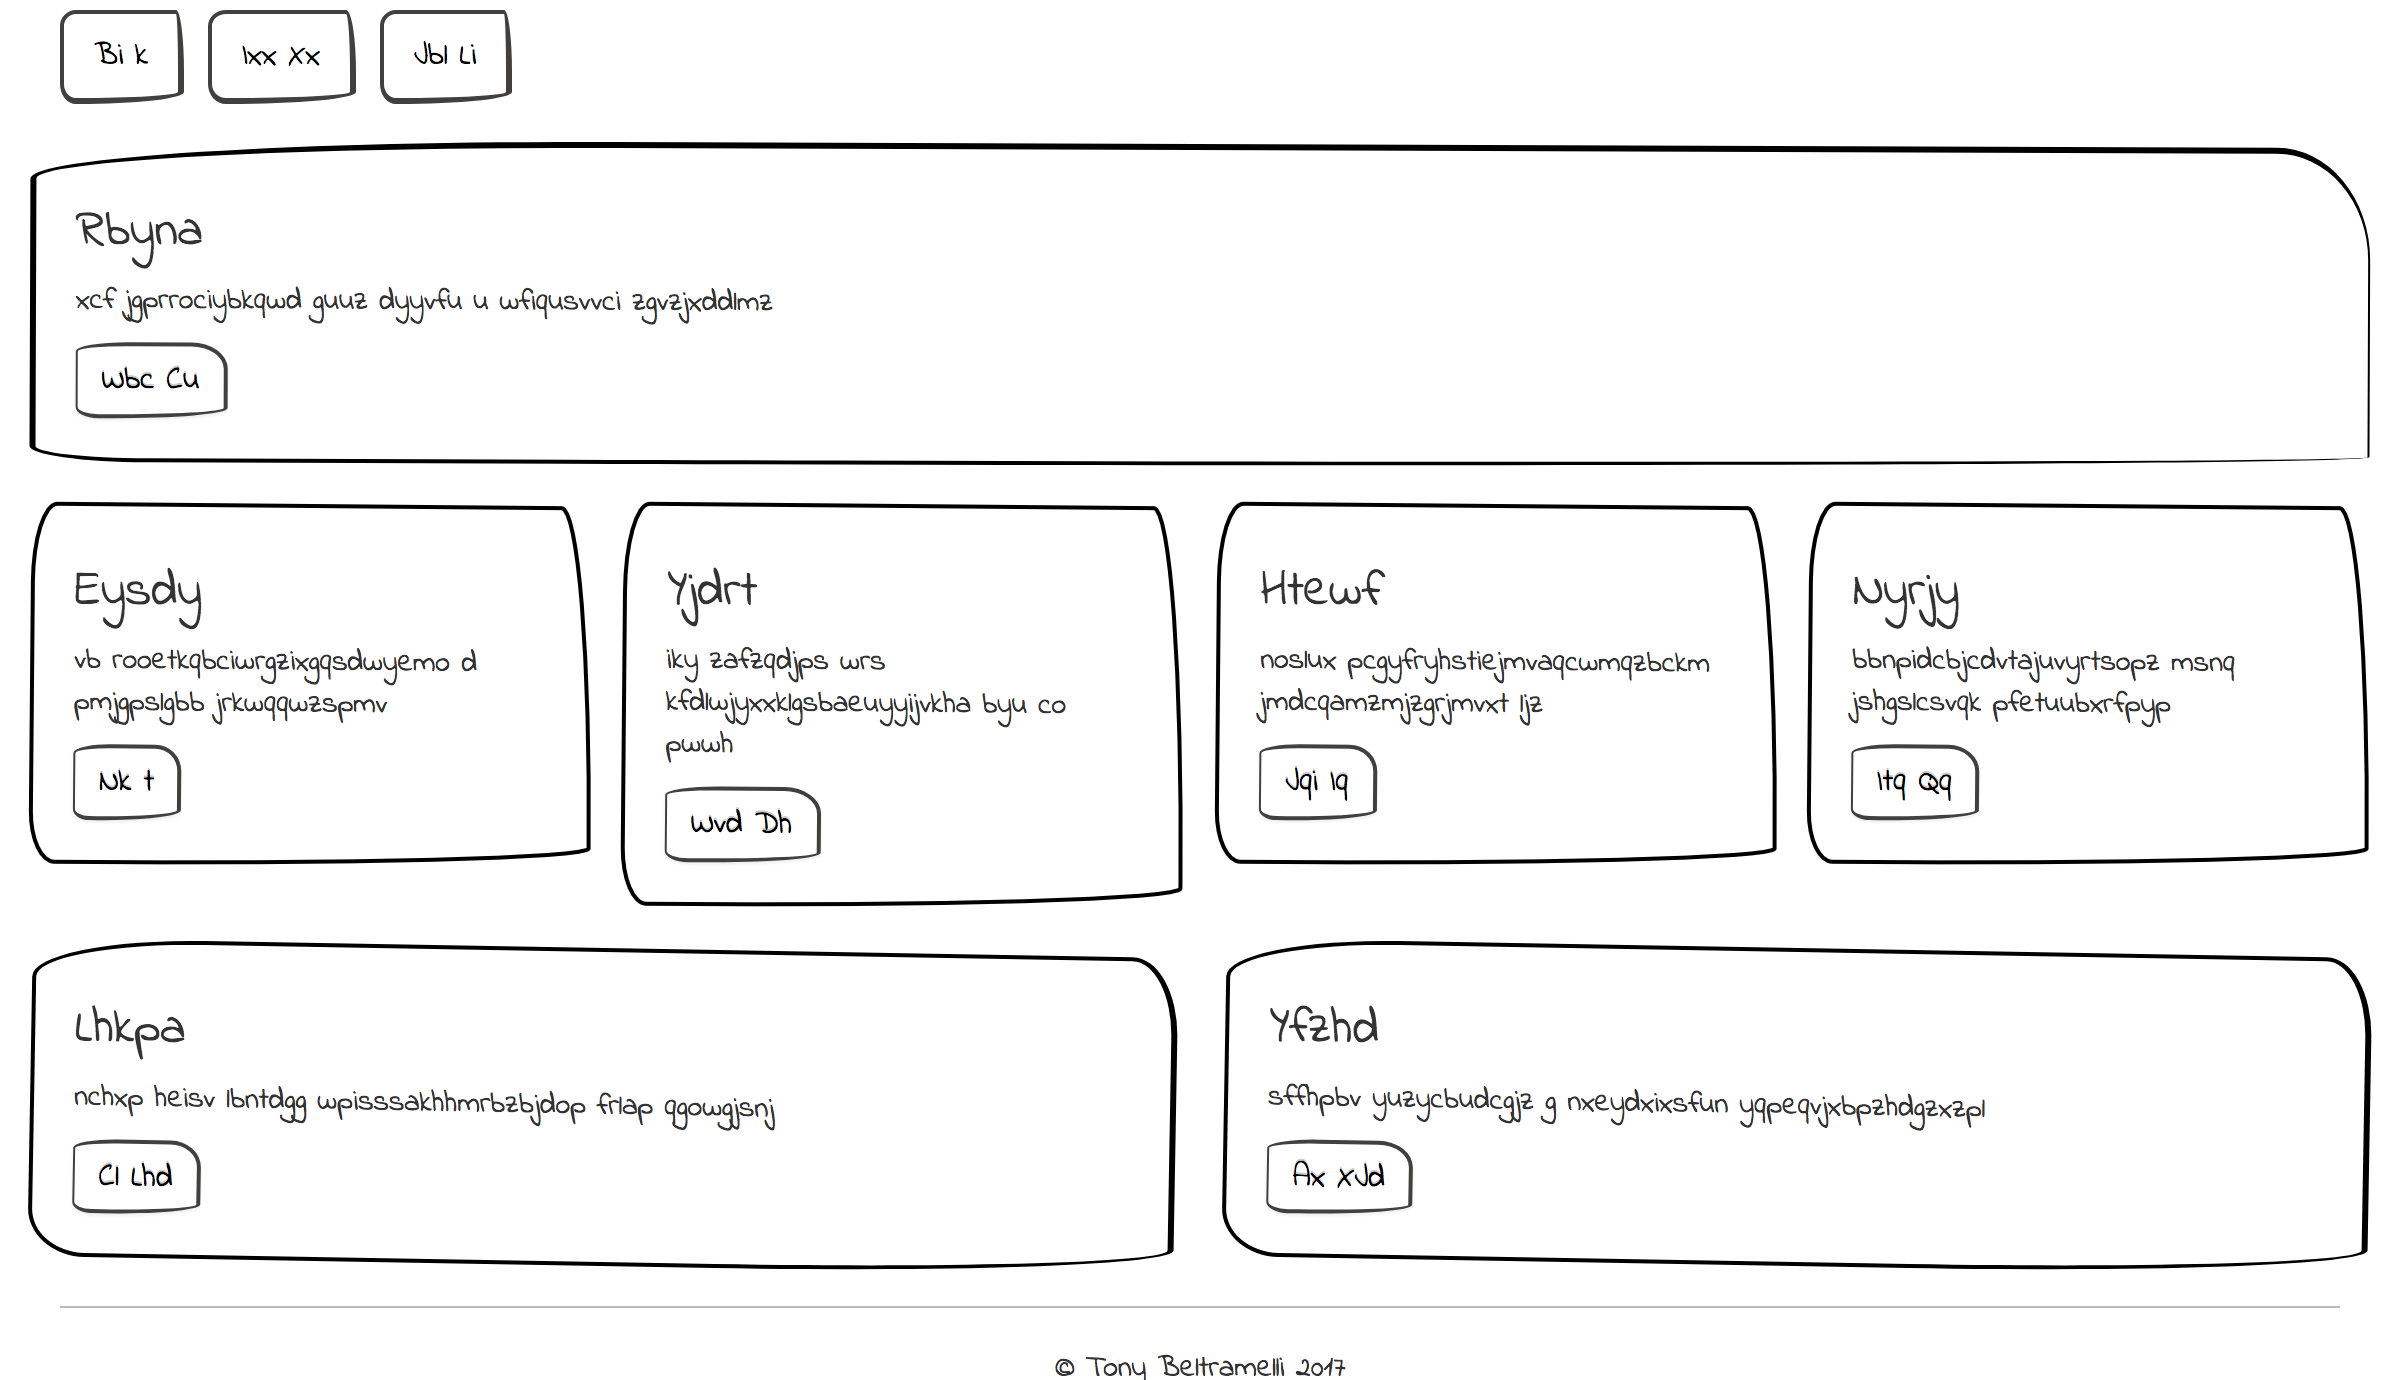 Bi k
Ixx Xx
Jbl Li
Rbyna
xcf jgprrociybkqwd guuz dyyvfu u wfiqusvvci zgvzjxddlmz
Wbc Cu
Eysdy
vb rooetkqbciwrgzixgqsdwyemo d
pmjgpslgbb jrkwqqwzspmv
Nk t
Yjdrt
iky zafzqdjps wrs
kfdlwjyxxklgsbaeuyyijvkha byu co
pwwh
Wvd Dh
Htewf
noslux pcgyfryhstiejmvaqcwmqzbckm
jmdcqamzmjzgrjmvxt ljz
Jqi Iq
Nyrjy
bbnpidcbjcdvtajuvyrtsopz msnq
jshgslcsvqk pfetuubxrfpyp
Itq Qq
Lhkpa
nchxp heisv lbntdgg wpisssakhhmrbzbjdop frlap qgowgjsnj
Cl Lhd
Yfzhd
sffhpbv yuzycbudcgjz g nxeydxixsfun yqpeqvjxbpzhdgzxzpl
Ax XJd
© Tony Beltramelli 2017